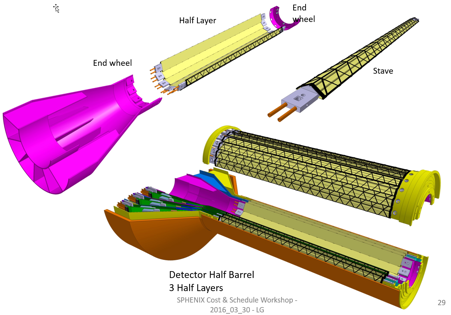 End
wheel
Half Layer
End wheel
Stave
Detector Half Barrel
3 Half Layers
SPHENIX Cost & Schedule Workshop -
2016_03_30 - LG
29